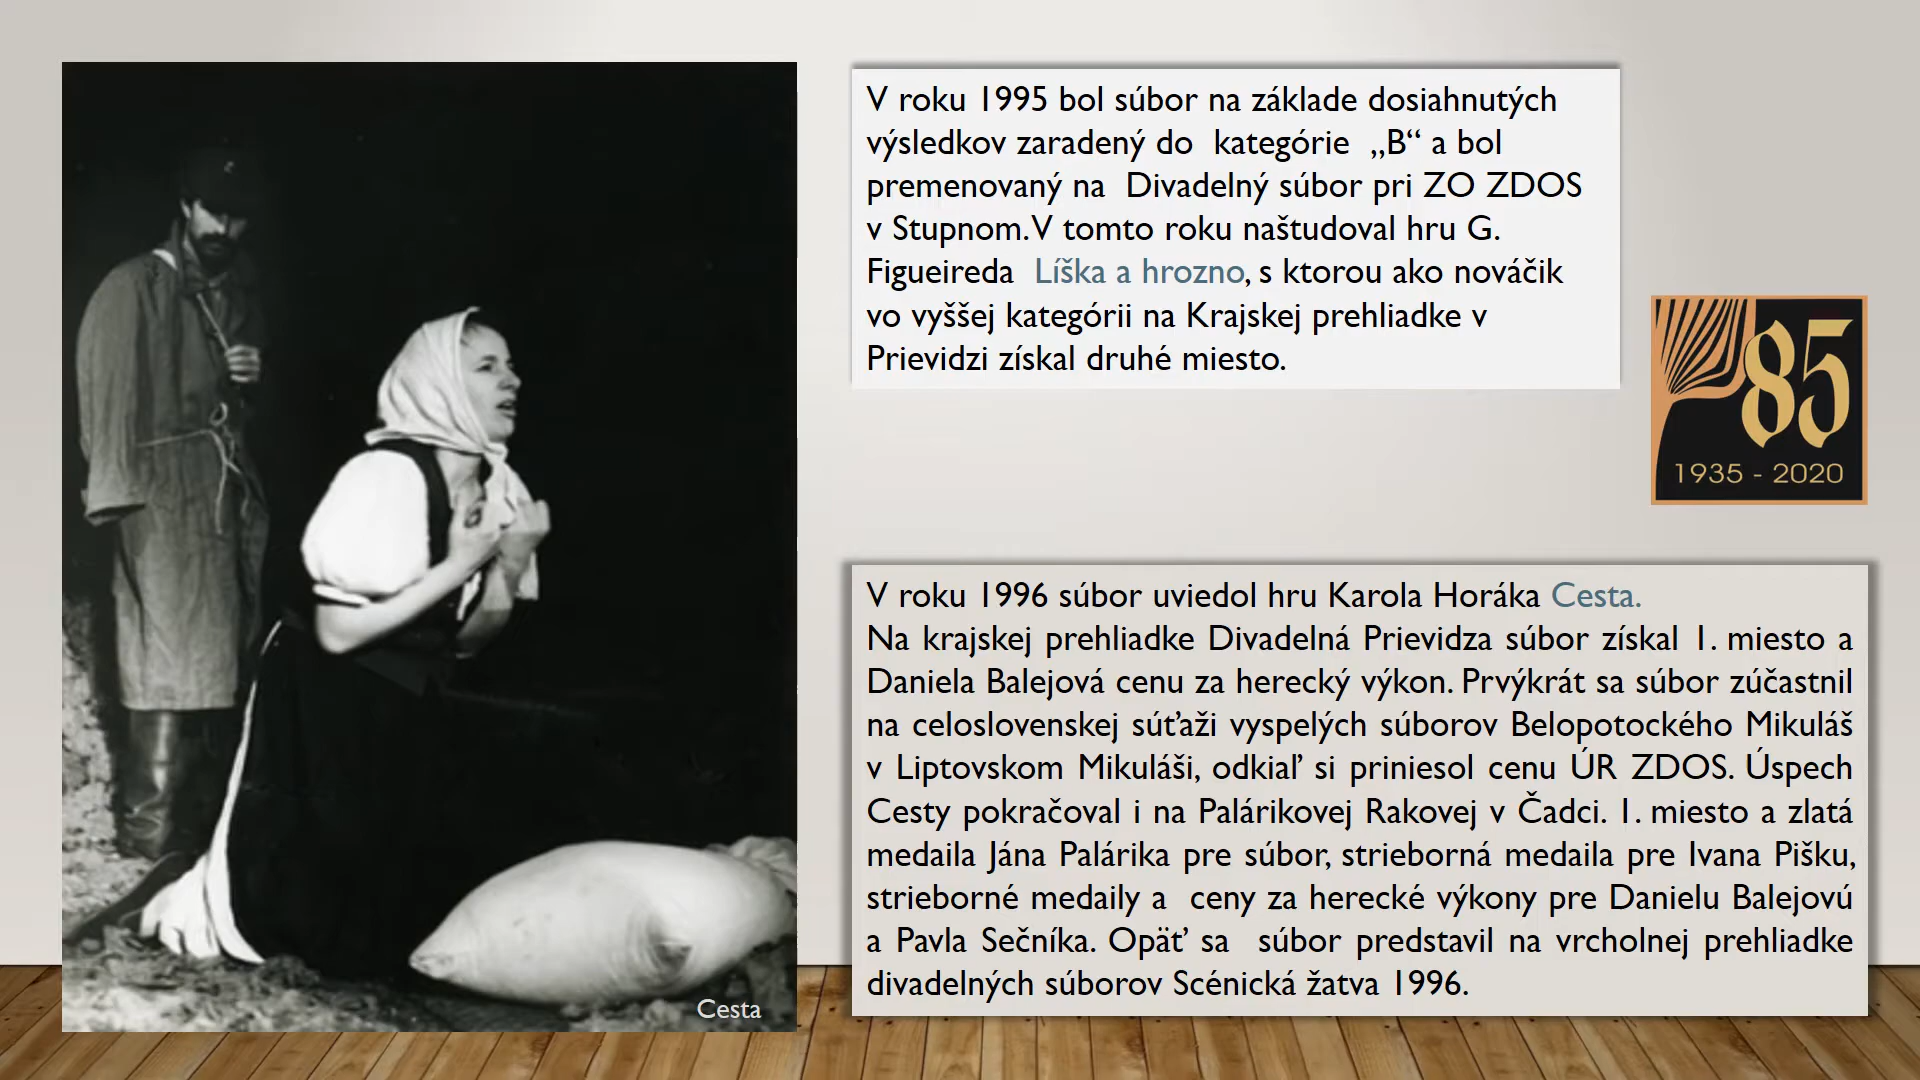 V roku 1995 bol súbor na základe dosiahnutých
výsledkov zaradený do kategórie „B“ a bol
premenovaný na Divadelný súbor pri ZO ZDOS
v Stupnom. V tomto roku naštudoval hru G.
Figueireda Líška a hrozno, s ktorou ako nováčik
vo vyššej kategórii na Krajskej prehliadke v
Prievidzi získal druhé miesto.
85
1935 - 2020
V roku 1996 súbor uviedol hru Karola Horáka Cesta.
Na krajskej prehliadke Divadelná Prievidza súbor získal 1. miesto a
Daniela Balejová cenu za herecký výkon. Prvýkrát sa súbor zúčastnil
na celoslovenskej súťaži vyspelých súborov Belopotockého Mikuláš
v Liptovskom Mikuláši, odkiaľ si priniesol cenu ÚR ZDOS. Úspech
Cesty pokračoval i na Palárikovej Rakovej v Čadci. 1. miesto a zlatá
medaila Jána Palárika pre súbor, strieborná medaila pre Ivana Pišku,
strieborné medaily a ceny za herecké výkony pre Danielu Balejovú
a Pavla Sečníka. Opäť sa súbor predstavil na vrcholnej prehliadke
divadelných súborov Scénická žatva 1996.
Cesta